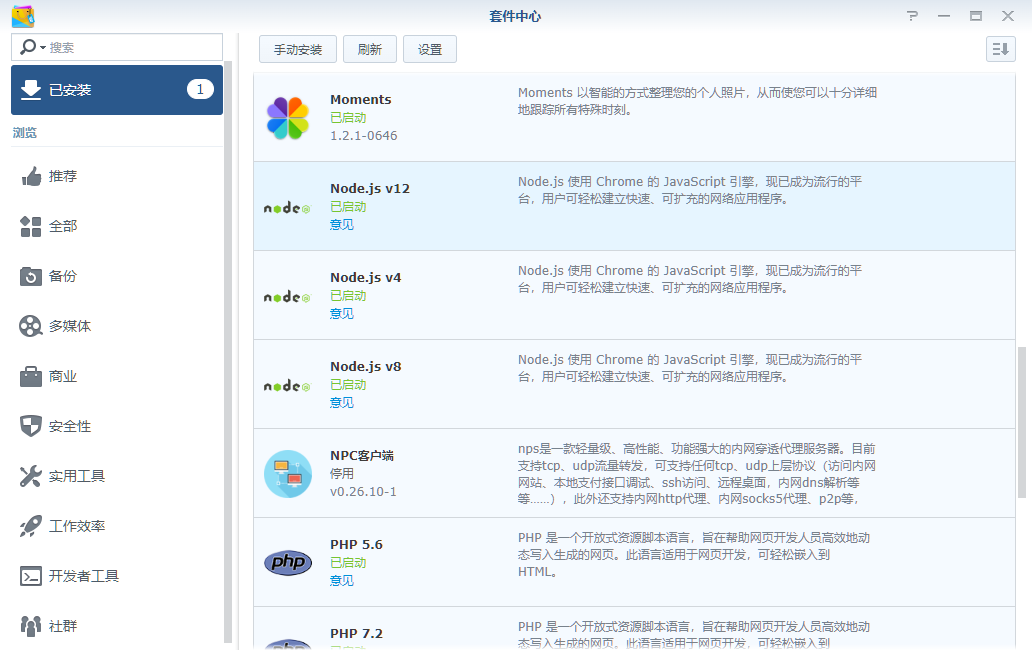 套件中心
搜索
已安装
1
浏览
推荐
全部
备份
多媒体
商业
安全性
实用工具
工作效率
开发者工具
社群
手动安装
刷新
设置
Moments
已启动
1.2.1-0646
Moments 以智能的方式整理您的个人照片，从而使您可以十分详细
地跟踪所有特殊时刻。
node
Node.js v12
已启动
意见
Node.js 使用 Chrome 的 JavaScript 引擎，现已成为流行的平
台，用户可轻松建立快速、可扩充的网络应用程序。
node
Node.js v4
已启动
意见
Node.js 使用 Chrome 的 JavaScript 引擎，现已成为流行的平
台，用户可轻松建立快速、可扩充的网络应用程序。
node
Node.js v8
已启动
意见
Node.js 使用 Chrome 的 JavaScript 引擎，现已成为流行的平
台，用户可轻松建立快速、可扩充的网络应用程序。
NPC客户端
停用
v0.26.10-1
nps是一款轻量级、高性能、功能强大的内网穿透代理服务器。目前
支持tcp、udp流量转发，可支持任何tcp、udp上层协议（访问内网
网站、本地支付接口调试、ssh访问、远程桌面，内网dns解析等
等……），此外还支持内网http代理、内网socks5代理、p2p等，
php
PHP 5.6
已启动
意见
PHP 是一个开放式资源脚本语言，旨在帮助网页开发人员高效地动
态写入生成的网页。此语言适用于网页开发，可轻松嵌入到
HTML。
php
PHP 7.2
已启动
PHP 是一个开放式资源脚本语言，旨在帮助网页开发人员高效地动
态写入生成的网页。此语言适用于网页开发，可轻松嵌入到